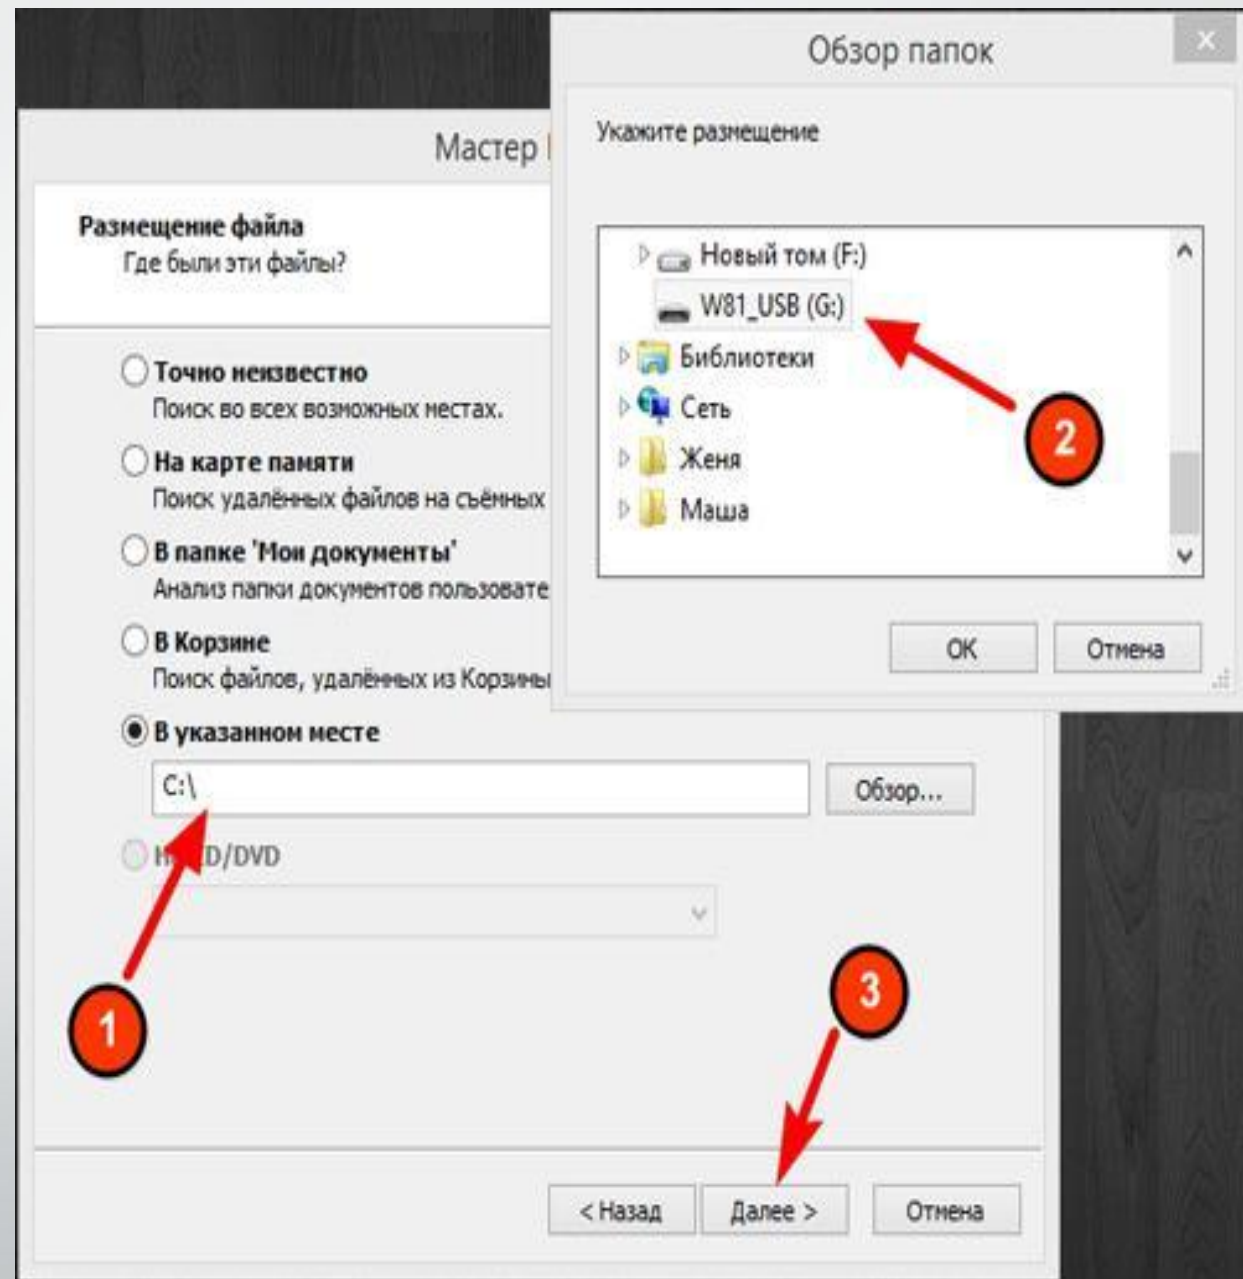 Обзор папок
Укажите размещение
Новый том (F:)
W81_USB (G:)
Библиотеки
Сеть
Женя
Маша
2
OK
Отмена
Мастер
Размещение файла
Где были эти файлы?
Точно неизвестно
Поиск во всех возможных местах.
На карте памяти
Поиск удалённых файлов на съёмных
В папке 'Мои документы'
Анализ папки документов пользовате
В Корзине
Поиск файлов, удалённых из Корзины
В указанном месте
C:\
Обзор...
D/DVD
1
3
< Назад
Далее >
Отмена